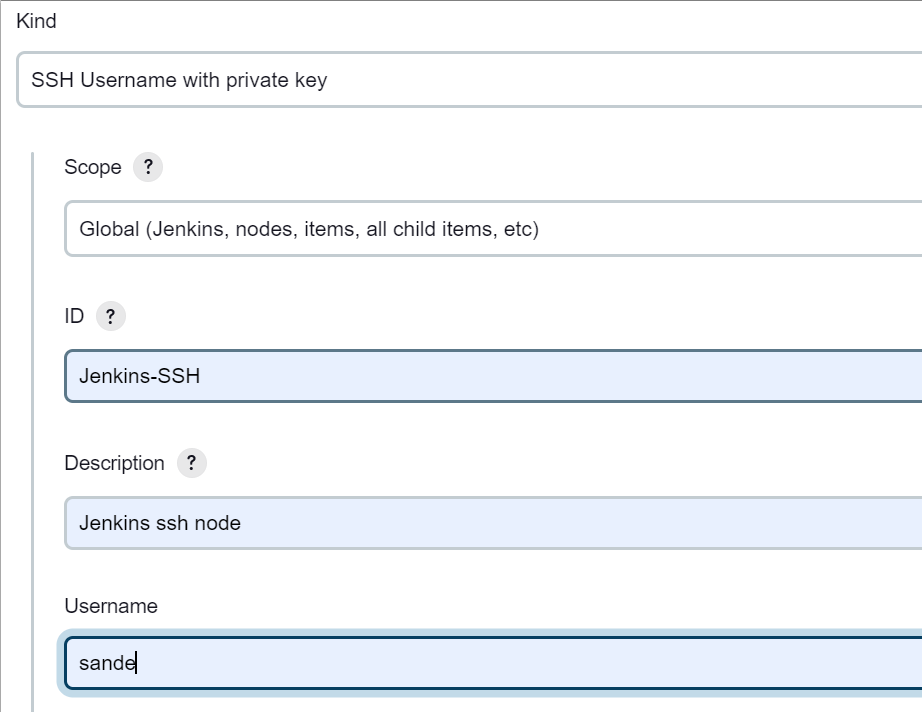 Kind
SSH Username with private key
Scope ?
Global (Jenkins, nodes, items, all child items, etc)
ID ?
Jenkins-SSH
Description ?
Jenkins ssh node
Username
sande